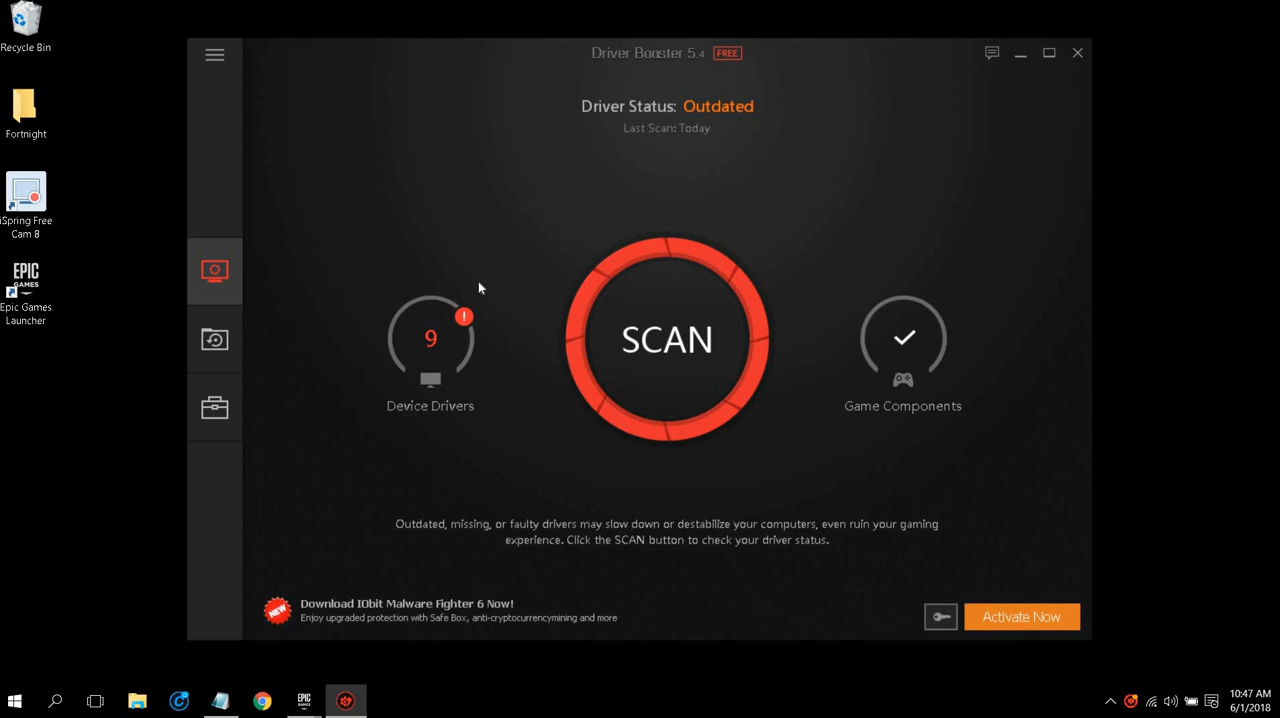 Recycle Bin
Fortnight
iSpring Free
Cam 8
EPIC
GAMES
Epic Games
Launcher
Driver Booster 5.4 FREE
Driver Status: Outdated
Last Scan: Today
9
!
Device Drivers
SCAN
Game Components
Outdated, missing, or faulty drivers may slow down or destabilize your computers, even ruin your gaming
experience. Click the SCAN button to check your driver status.
NEW
Download IObit Malware Fighter 6 Now!
Enjoy upgraded protection with Safe Box, anti-cryptocurrencymining and more
Activate Now
EPIC
GAMES
10:47 AM
6/1/2018